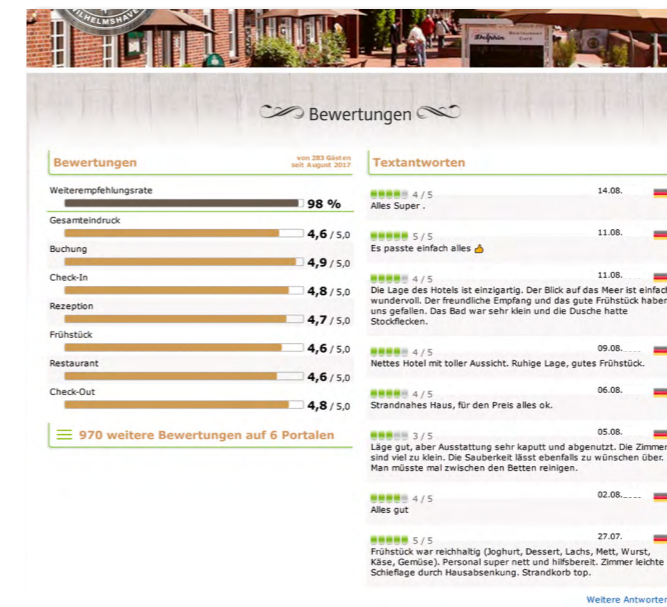 WILHELMSHAVE
Delphin RESTAURANT
CAFE
Bewertungen
Bewertungen
von 283 Gästen
seit August 2017
Weiterempfehlungsrate
98 %
Gesamteindruck
4,6 / 5,0
Buchung
4,9 / 5,0
Check-In
4,8 / 5,0
Rezeption
4,7 / 5,0
Frühstück
4,6 / 5,0
Restaurant
4,6 / 5,0
Check-Out
4,8 / 5,0
970 weitere Bewertungen auf 6 Portalen
Textantworten
4 / 5 14.08.
Alles Super .
5 / 5 11.08.
Es passte einfach alles 👍
4 / 5 11.08.
Die Lage des Hotels ist einzigartig. Der Blick auf das Meer ist einfach
wundervoll. Der freundliche Empfang und das gute Frühstück haben
uns gefallen. Das Bad war sehr klein und die Dusche hatte
Stockflecken.
4 / 5 09.08.
Nettes Hotel mit toller Aussicht. Ruhige Lage, gutes Frühstück.
4 / 5 06.08.
Strandnahes Haus, für den Preis alles ok.
3 / 5 05.08.
Läge gut, aber Ausstattung sehr kaputt und abgenutzt. Die Zimmer
sind viel zu klein. Die Sauberkeit lässt ebenfalls zu wünschen über.
Man müsste mal zwischen den Betten reinigen.
4 / 5 02.08.
Alles gut
5 / 5 27.07.
Frühstück war reichhaltig (Joghurt, Dessert, Lachs, Mett, Wurst,
Käse, Gemüse). Personal super nett und hilfsbereit. Zimmer leichte
Schieflage durch Hausabsenkung. Strandkorb top.
Weitere Antworten